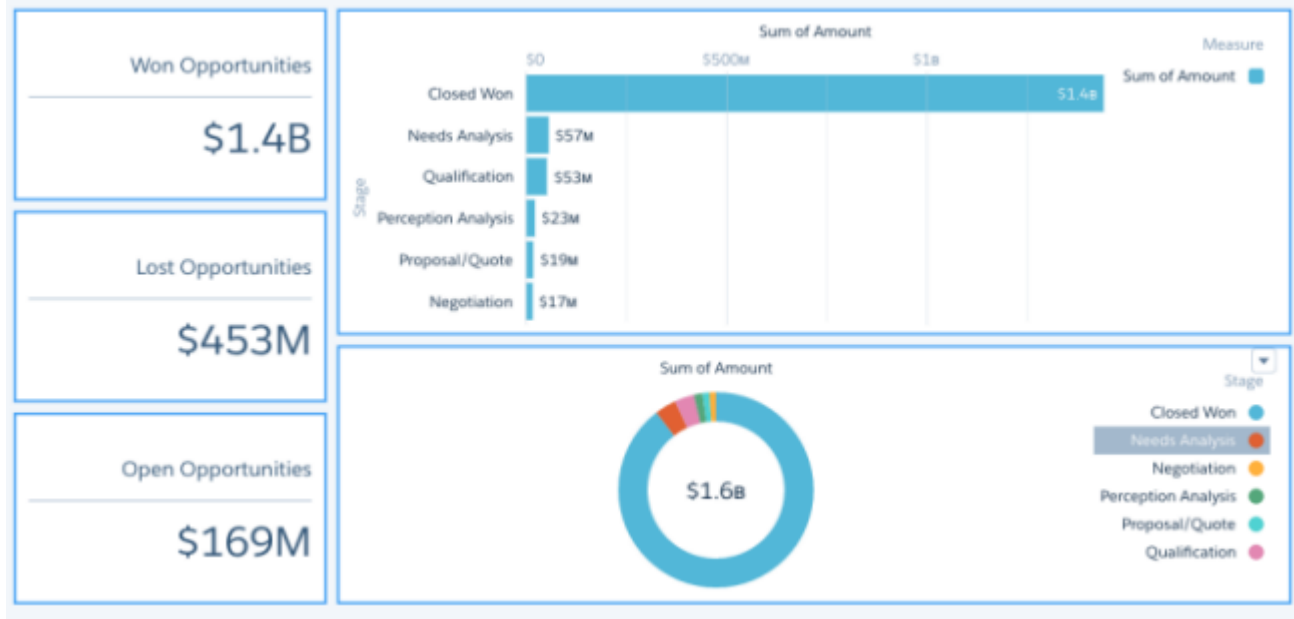 Won Opportunities
$1.4B
Lost Opportunities
$453M
Open Opportunities
$169M
Sum of Amount
$0 $500M $1B
Measure
Sum of Amount
Stage
Closed Won $1.4B
Needs Analysis $57M
Qualification $53M
Perception Analysis $23M
Proposal/Quote $19M
Negotiation $17M
Sum of Amount
$1.6B
Stage
Closed Won
Needs Analysis
Negotiation
Perception Analysis
Proposal/Quote
Qualification